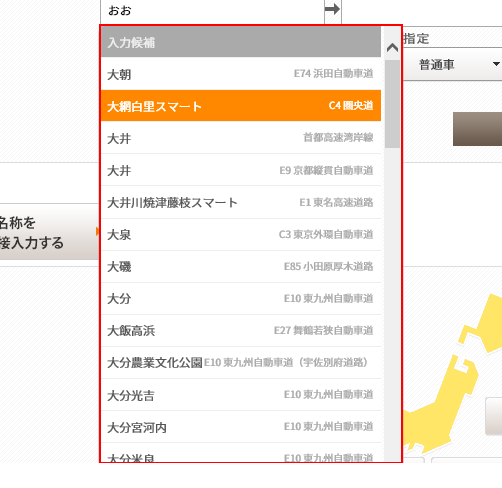 おお
指定
入力候補
普通車
大朝 E74 浜田自動車道
大網白里スマート C4 圏央道
大井 首都高速湾岸線
大井 E9 京都縦貫自動車道
大井川焼津藤枝スマート E1 東名高速道路
名称を
大泉 C3 東京外環自動車道
接入力する
大磯 E85 小田原厚木道路
大分 E10 東九州自動車道
大飯高浜 E27 舞鶴若狭自動車道
大分農業文化公園 E10 東九州自動車道（宇佐別府道路）
大分光吉 E10 東九州自動車道
大分宮河内 E10 東九州自動車道
大分米良 E10 東九州自動車道